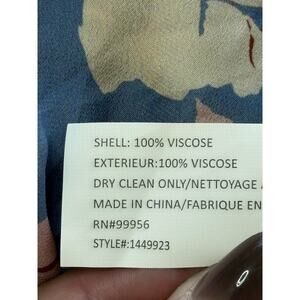 SHELL: 100% VISCOSE
EXTERIEUR:100% VISCOSE
DRY CLEAN ONLY/NETTOYAGE
MADE IN CHINA/FABRIQUE EN
RN#99956
STYLE#:1449923